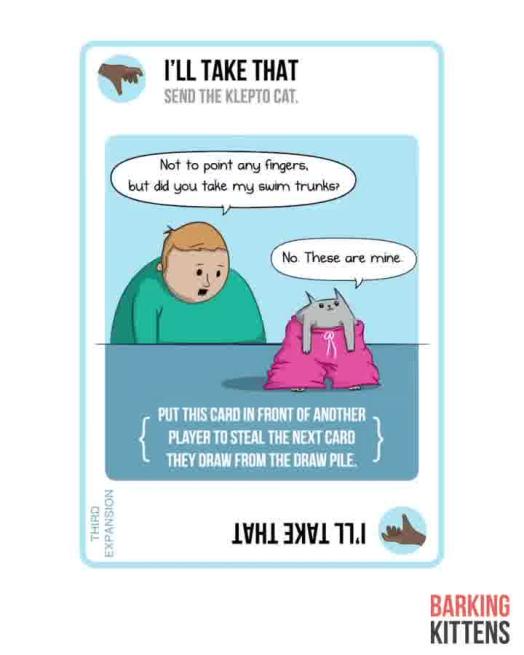 I'LL TAKE THAT
SEND THE KLEPTO CAT.
Not to point any fingers,
but did you take my swim trunks?
No. These are mine.
PUT THIS CARD IN FRONT OF ANOTHER
PLAYER TO STEAL THE NEXT CARD
THEY DRAW FROM THE DRAW PILE.
THIRD
EXPANSION
I'LL TAKE THAT
BARKING
KITTENS